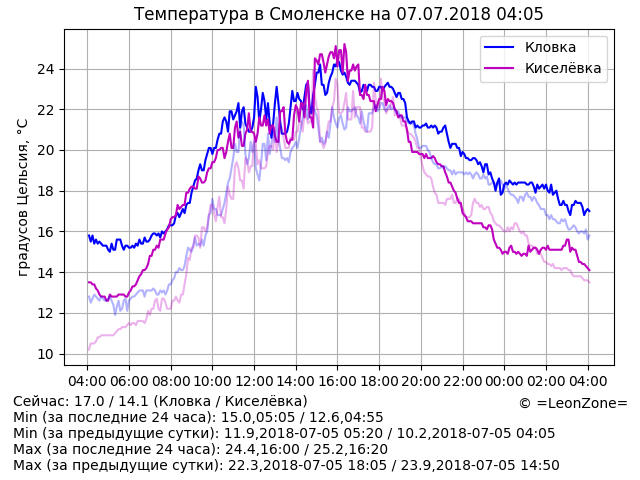 Температура в Смоленске на 07.07.2018 04:05
Кловка
Киселёвка
градусов Цельсия, °C
24
22
20
18
16
14
12
10
04:00 06:00 08:00 10:00 12:00 14:00 16:00 18:00 20:00 22:00 00:00 02:00 04:00
Сейчас: 17.0 / 14.1 (Кловка / Киселёвка)
© =LeonZone=
Min (за последние 24 часа): 15.0,05:05 / 12.6,04:55
Min (за предыдущие сутки): 11.9,2018-07-05 05:20 / 10.2,2018-07-05 04:05
Max (за последние 24 часа): 24.4,16:00 / 25.2,16:20
Max (за предыдущие сутки): 22.3,2018-07-05 18:05 / 23.9,2018-07-05 14:50